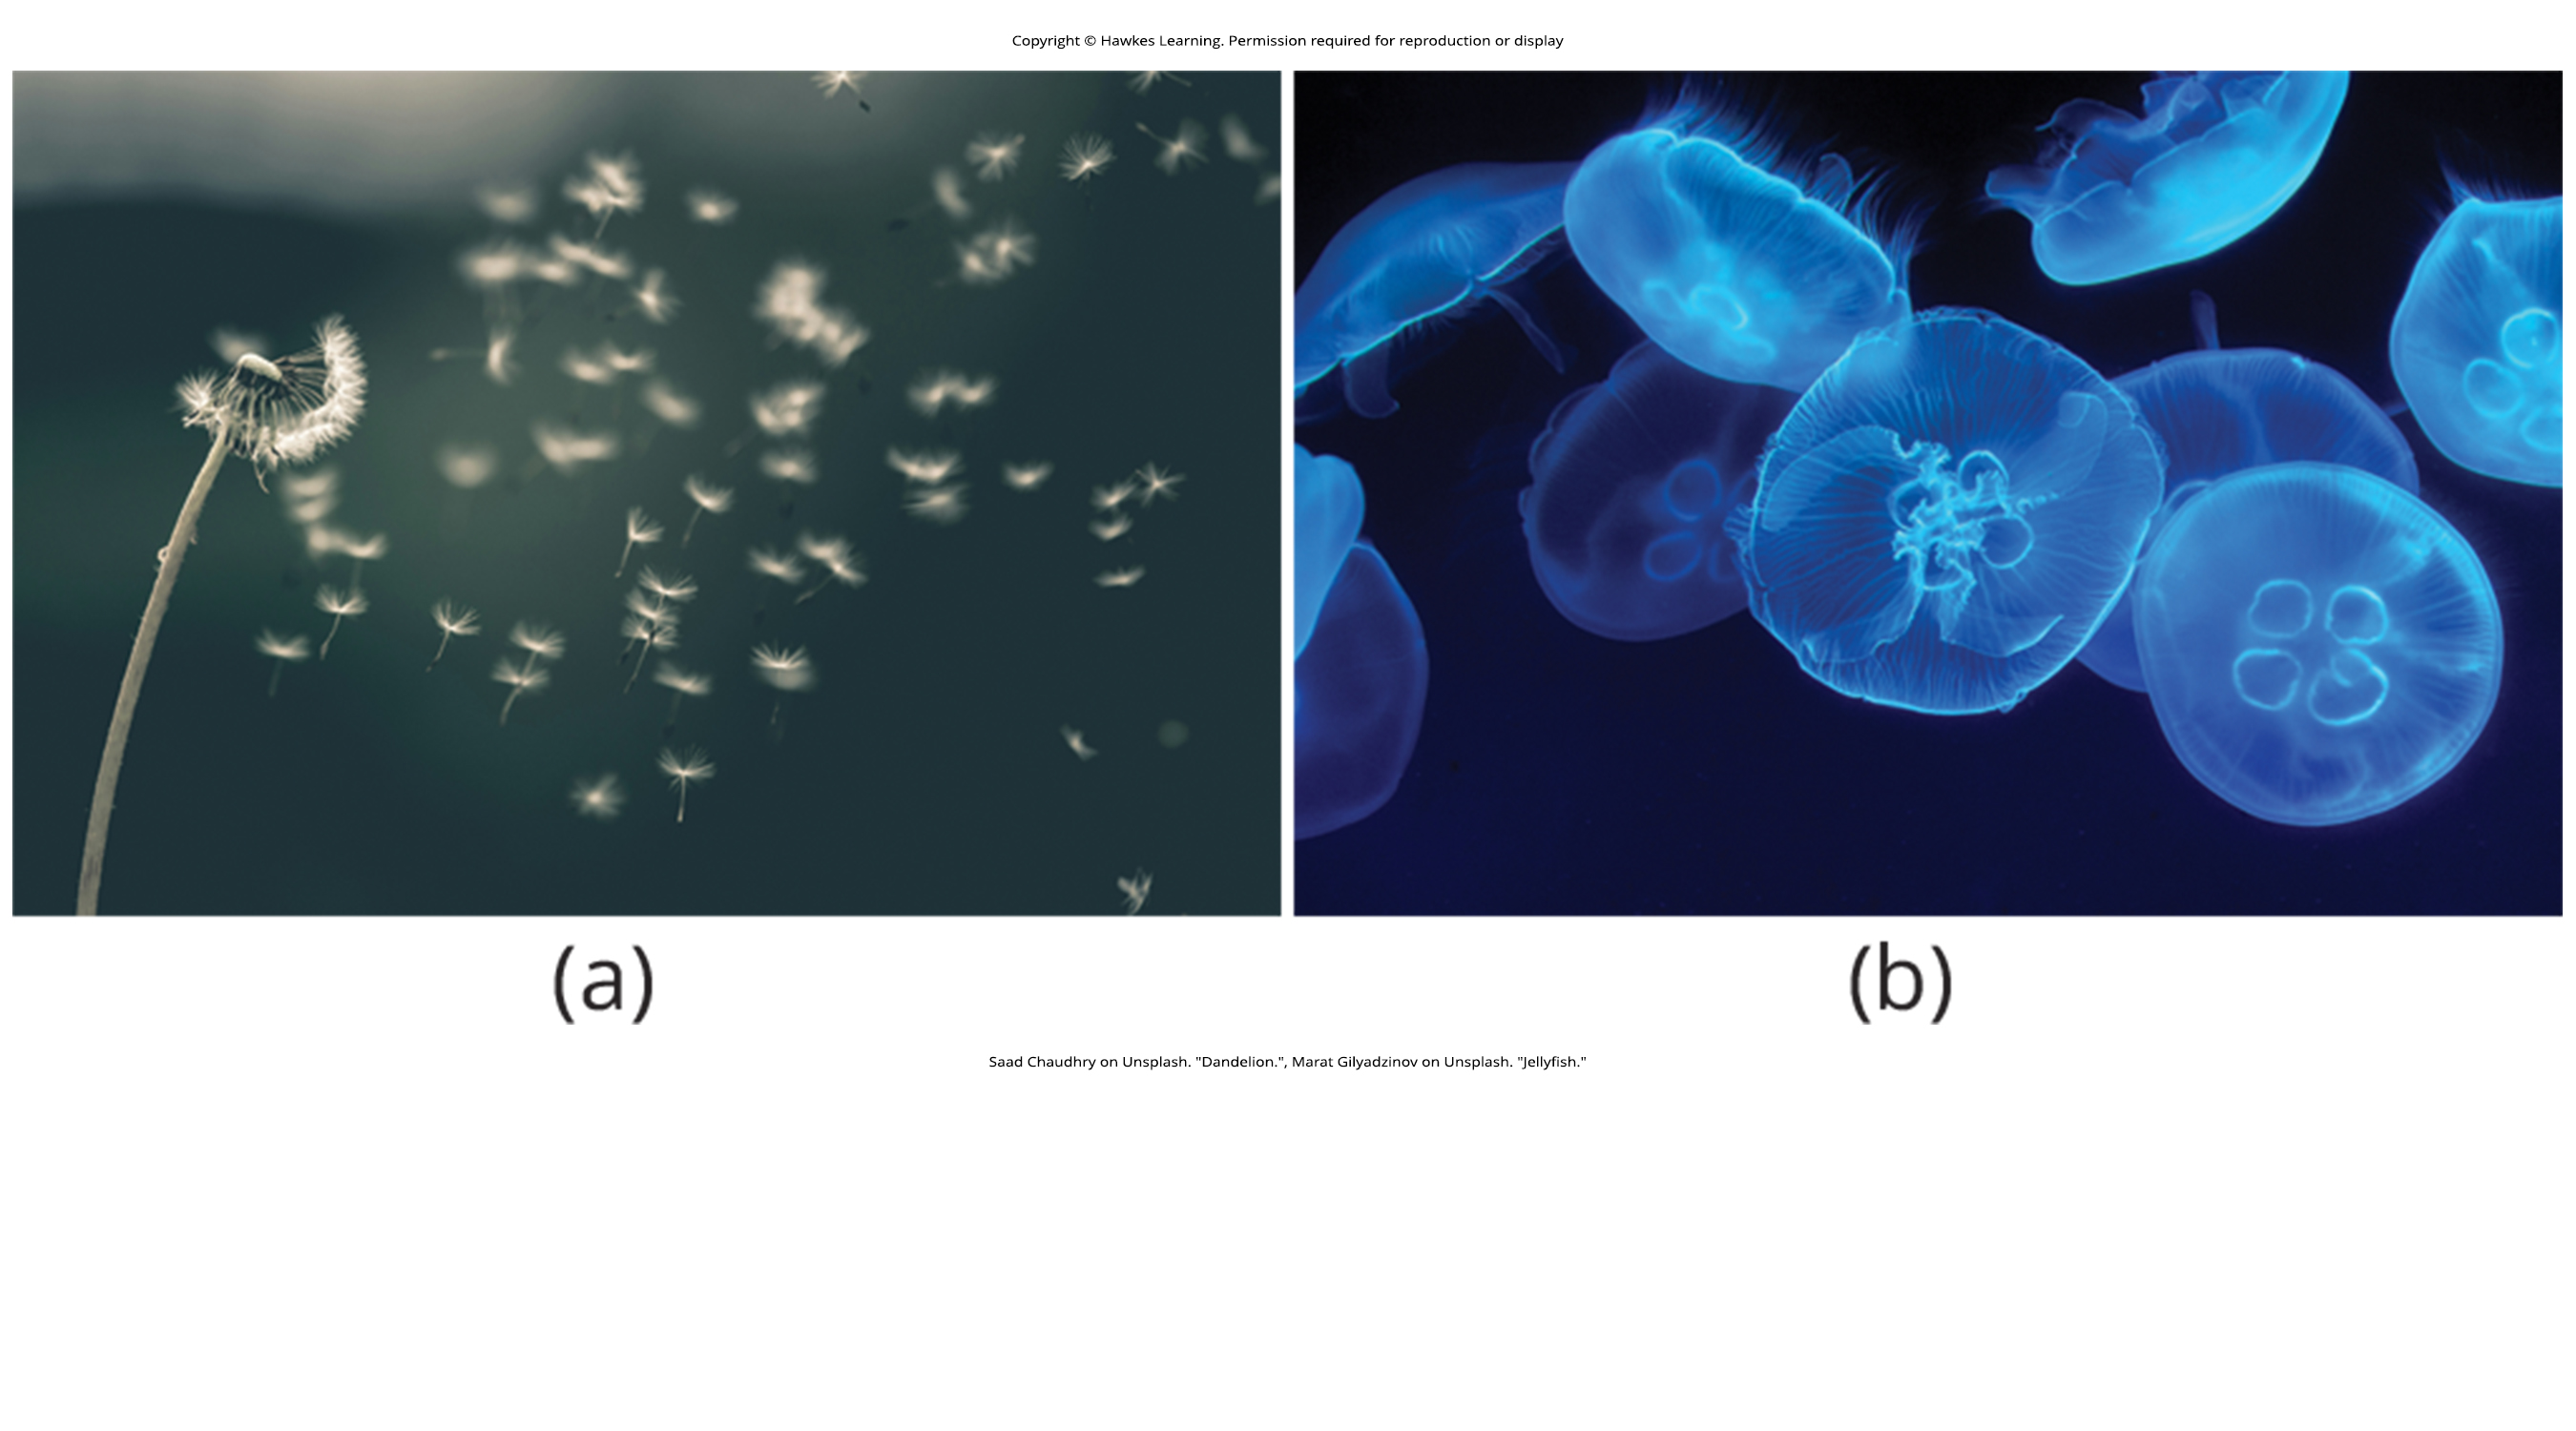 Copyright © Hawkes Learning. Permission required for reproduction or display
(a)
(b)
Saad Chaudhry on Unsplash. "Dandelion.", Marat Gilyadzinov on Unsplash. "Jellyfish."